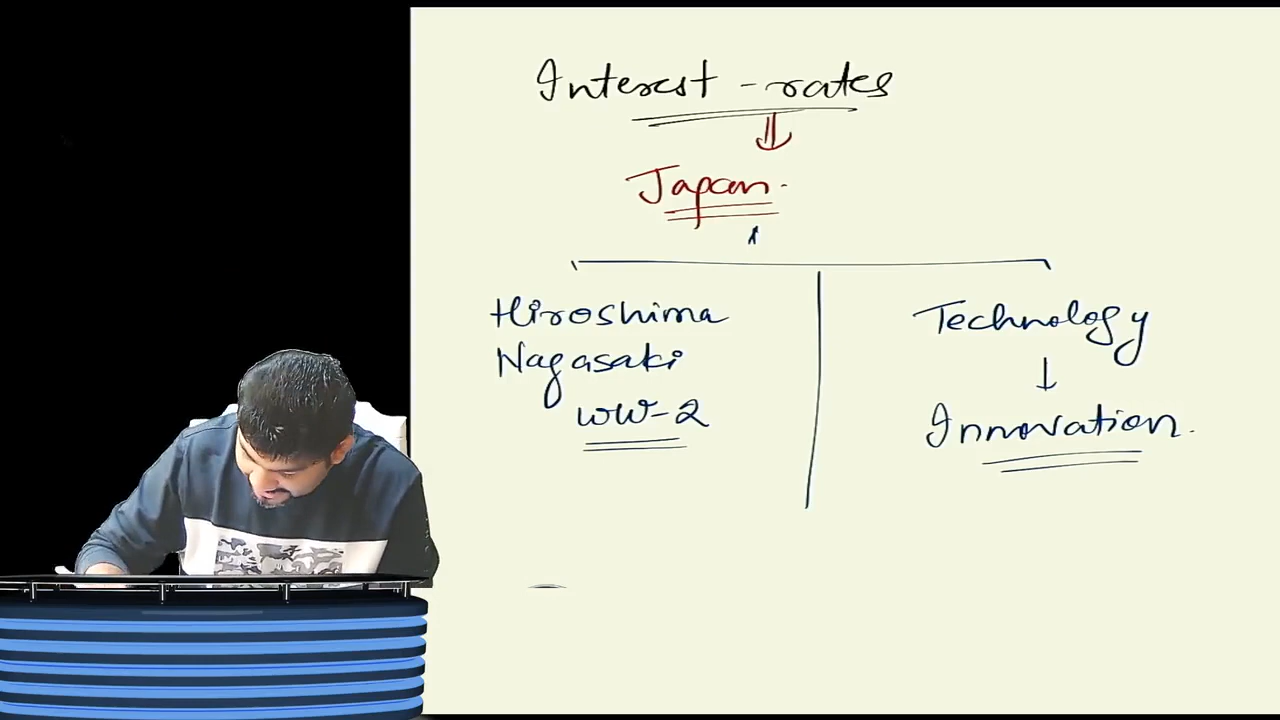 Interest-rates
Japan.
Hiroshima
Nagasaki
WW-2
Technology
Innovation.